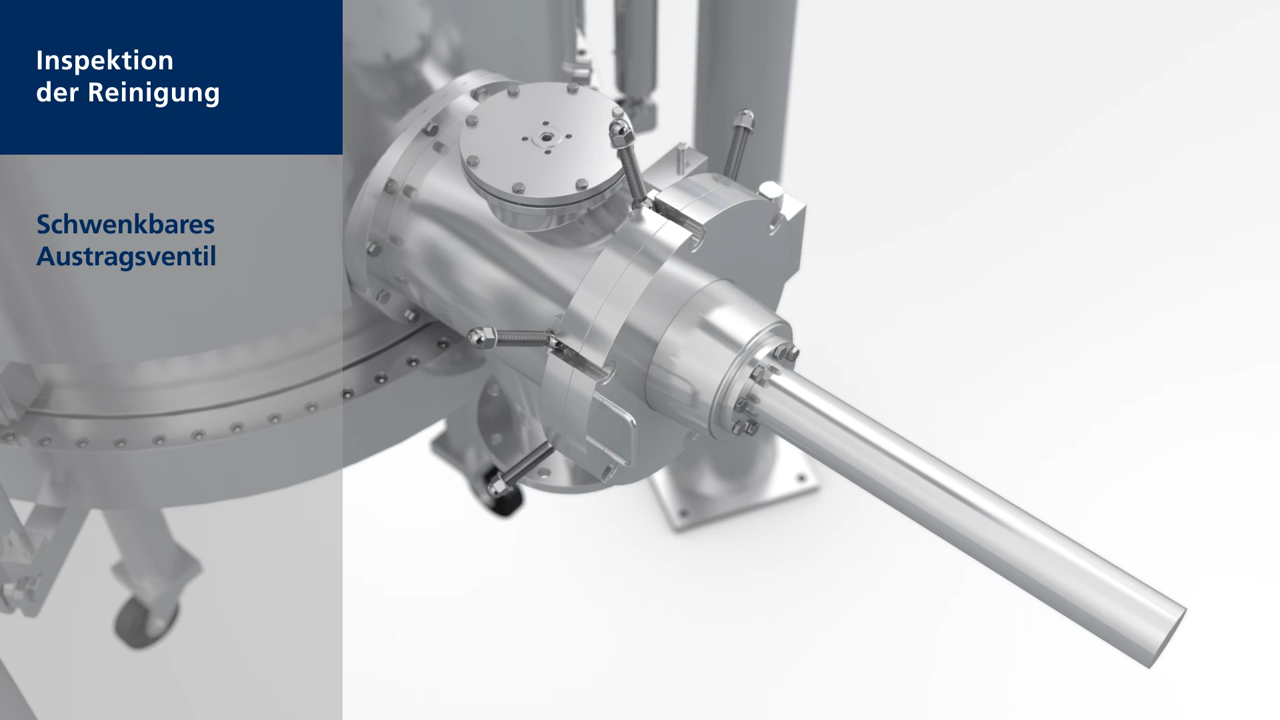 Inspektion
der Reinigung
Schwenkbares
Austragsventil